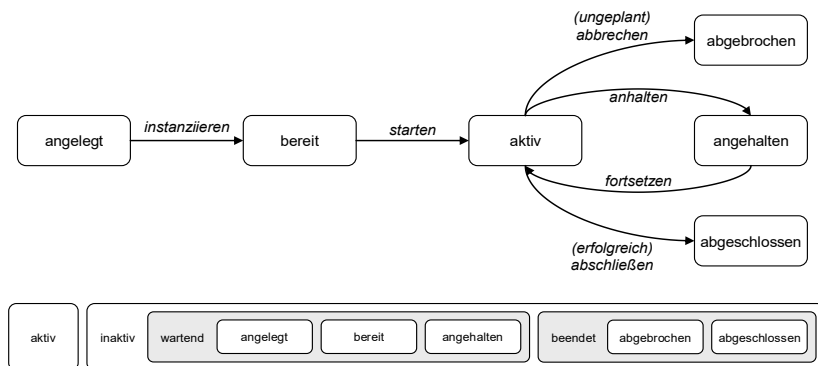 (ungeplant)
abbrechen
abgebrochen
anhalten
angelegt
instanziieren
bereit
starten
aktiv
angehalten
fortsetzen
abgeschlossen
(erfolgreich)
abschließen
aktiv
inaktiv
wartend
angelegt
bereit
angehalten
beendet
abgebrochen
abgeschlossen